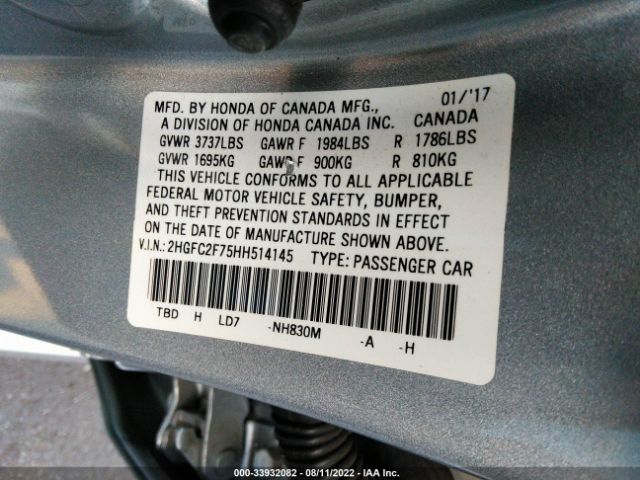 MFD. BY HONDA OF CANADA MFG., 01/'17
A DIVISION OF HONDA CANADA INC. CANADA
GVWR 3737LBS GAWR F 1984LBS R 1786LBS
GVWR 1695KG GAWR F 900KG R 810KG
THIS VEHICLE CONFORMS TO ALL APPLICABLE
FEDERAL MOTOR VEHICLE SAFETY, BUMPER,
AND THEFT PREVENTION STANDARDS IN EFFECT
ON THE DATE OF MANUFACTURE SHOWN ABOVE.
V.I.N.: 2HGFC2F75HH514145 TYPE: PASSENGER CAR
TBD H LD7 -NH830M -A -H
000-33932082 - 08/11/2022 - IAA Inc.